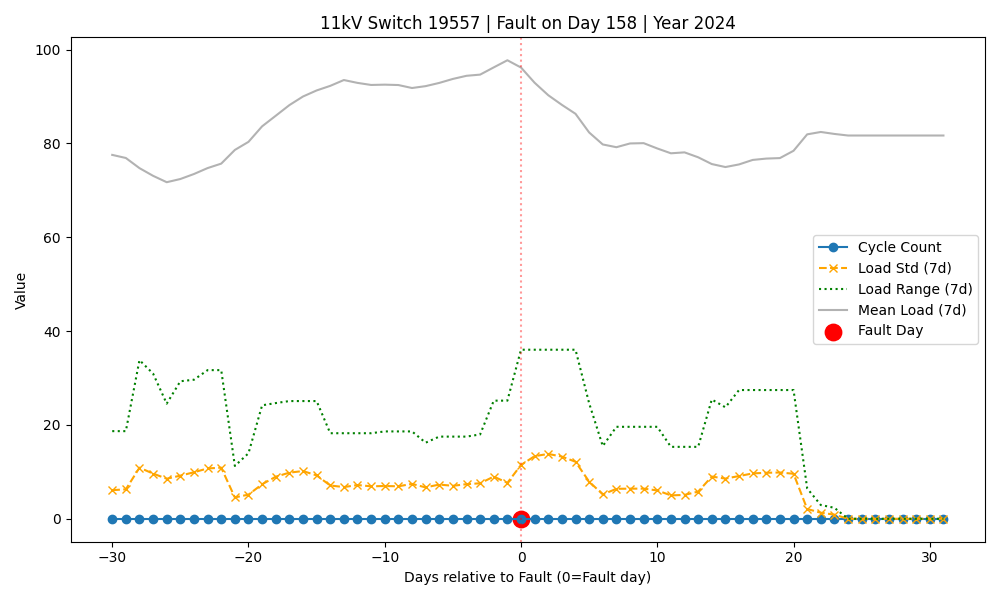 11kV Switch 19557 | Fault on Day 158 | Year 2024
100
80
60
40
20
0
Value
Cycle Count
Load Std (7d)
Load Range (7d)
Mean Load (7d)
Fault Day
−30
−20
−10
0
10
20
30
Days relative to Fault (0=Fault day)